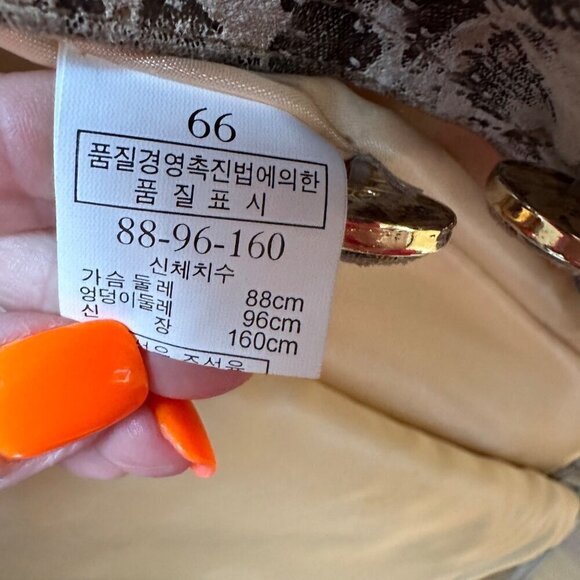 66
품질경영촉진법에의한
품 질 표 시
88-96-160
신체치수
가슴둘레 88cm
엉덩이둘레 96cm
신 장 160cm